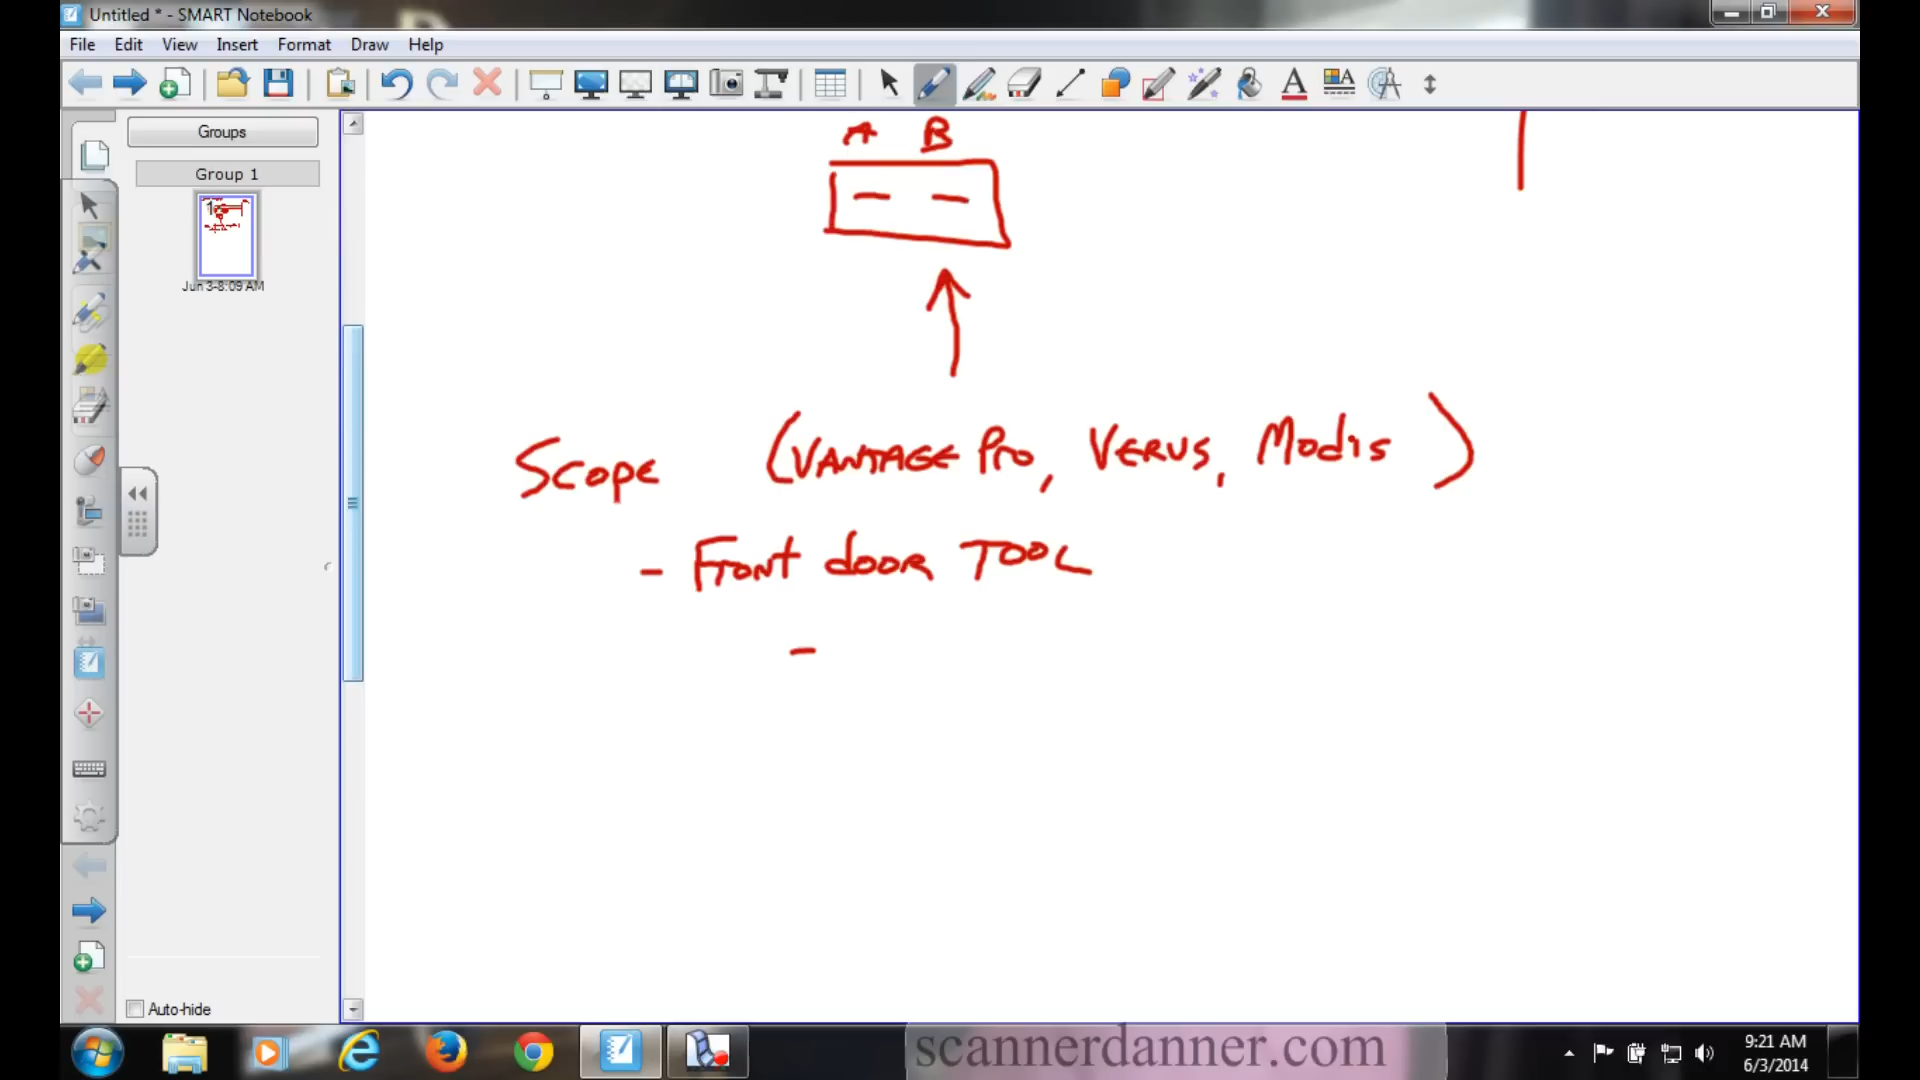 Untitled * - SMART Notebook
File Edit View Insert Format Draw Help
Groups
Group 1
1
Jun 3-8:09 AM
A B
Scope (VANTAGE Pro, VERUS, Modis )
- Front door TOOL
-
Auto-hide
scannerdanner.com
9:21 AM
6/3/2014